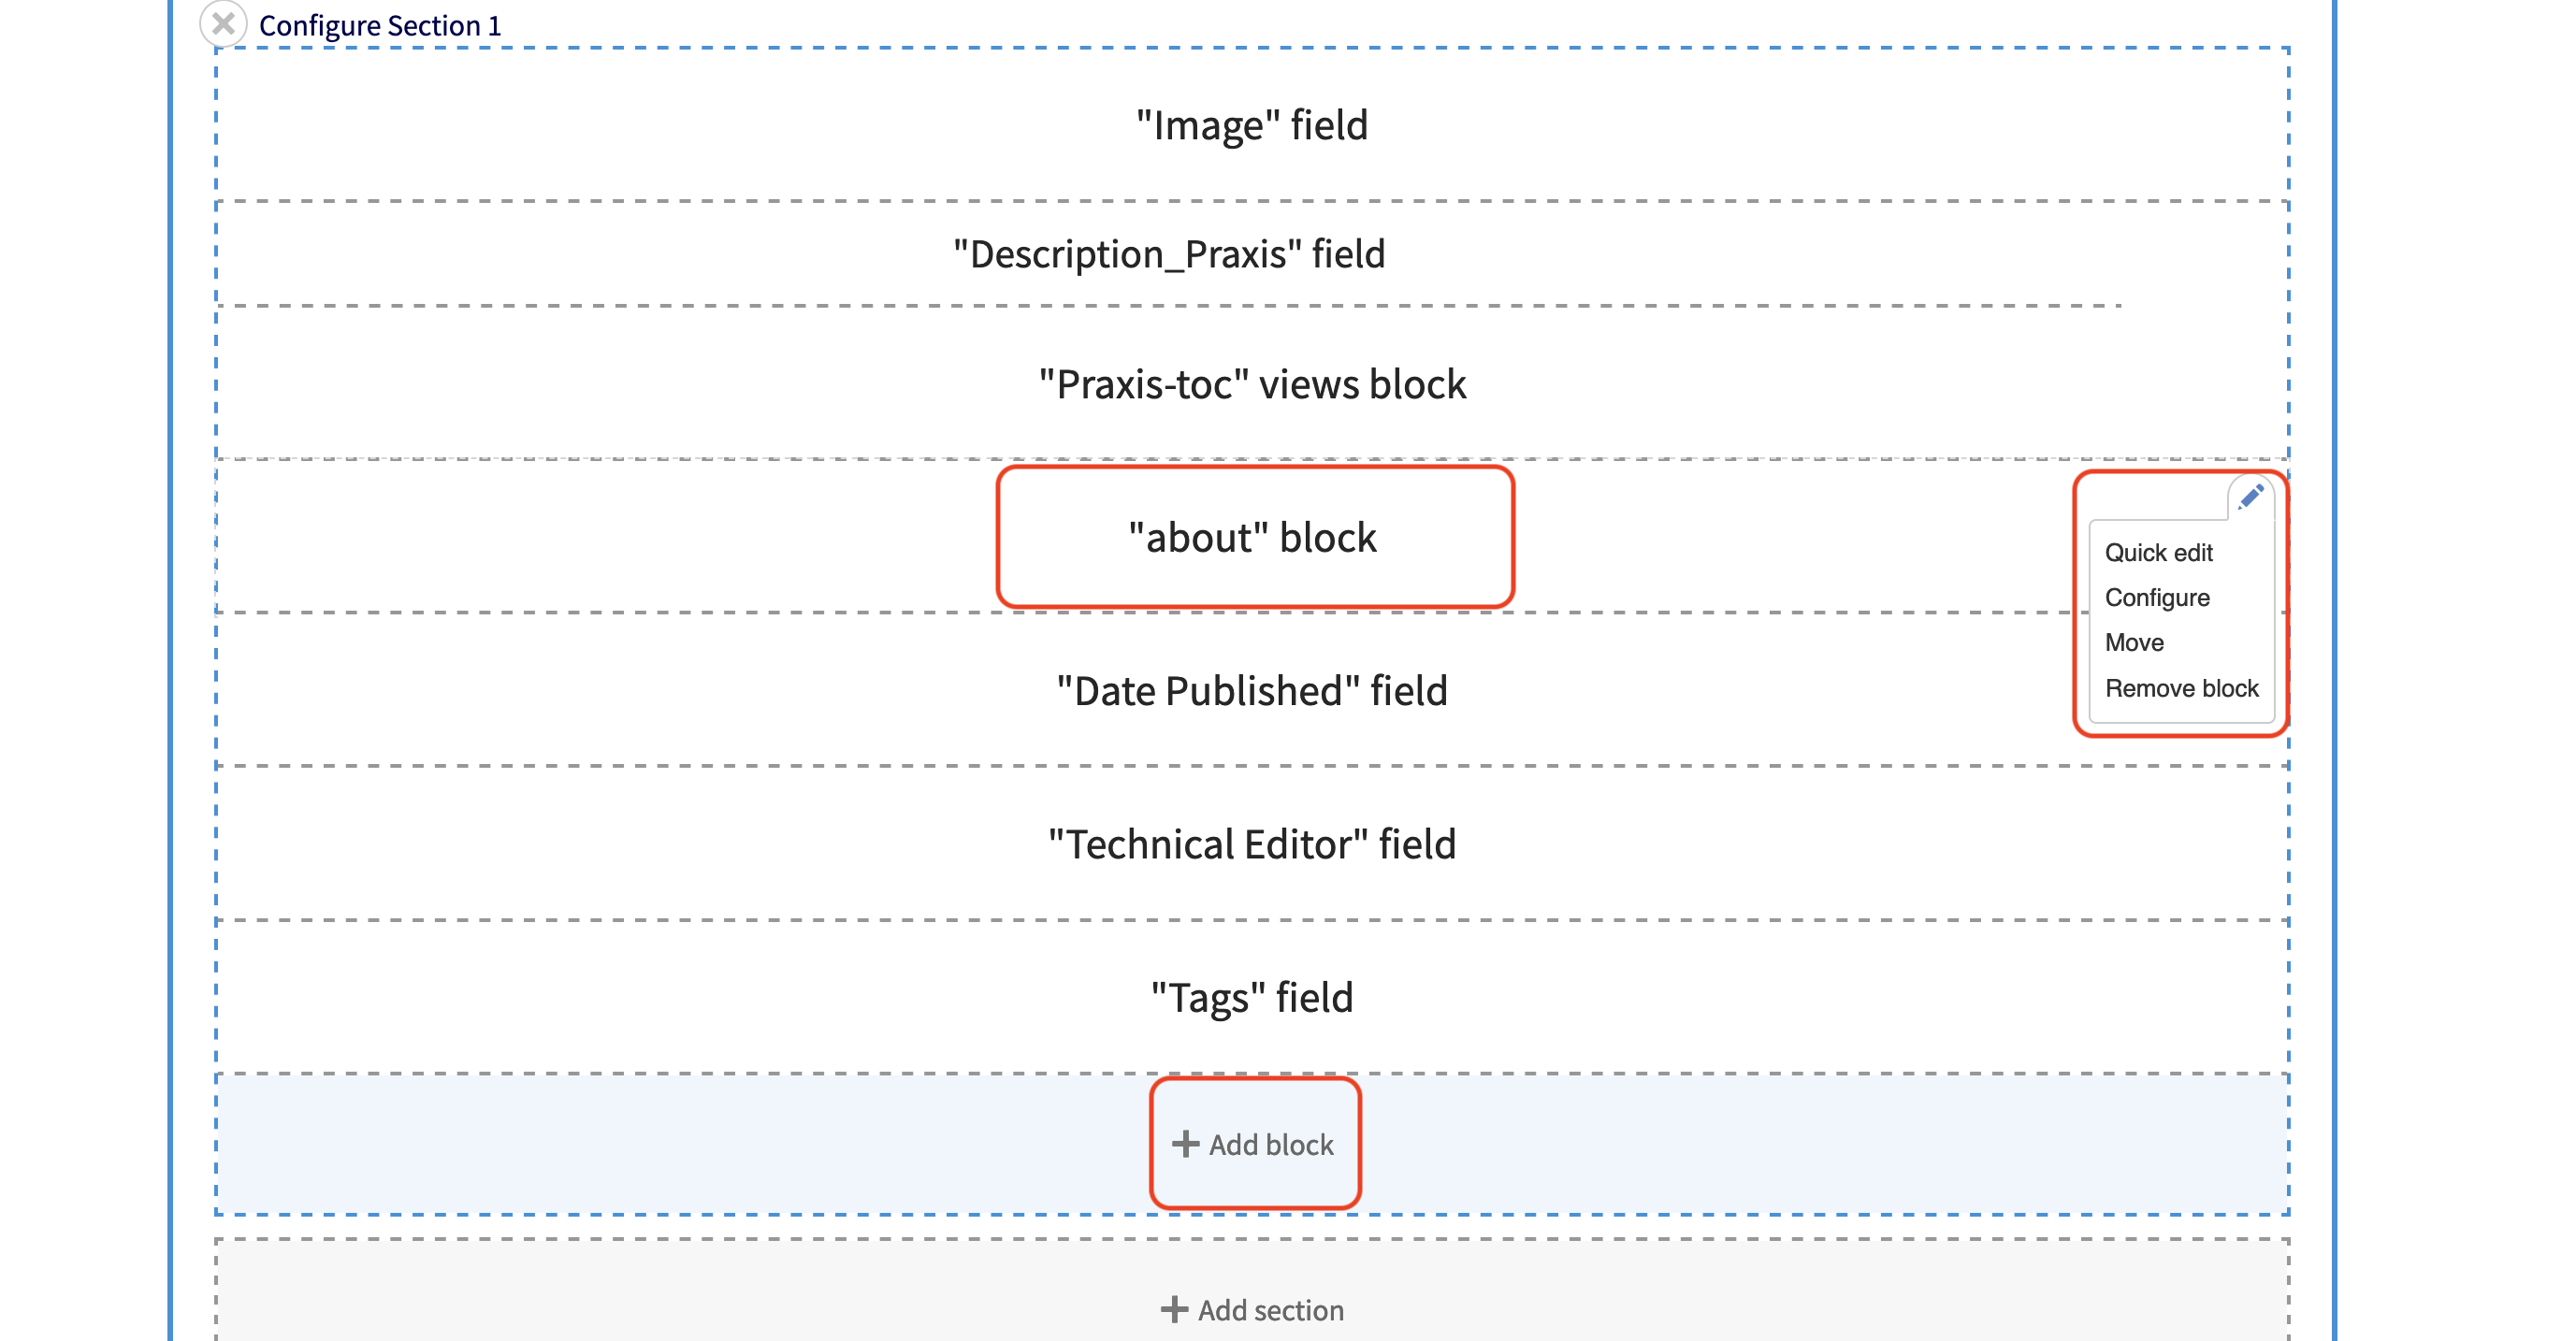 Configure Section 1
"Image" field
"Description_Praxis" field
"Praxis-toc" views block
"about" block
Quick edit
Configure
Move
Remove block
"Date Published" field
"Technical Editor" field
"Tags" field
+ Add block
+ Add section